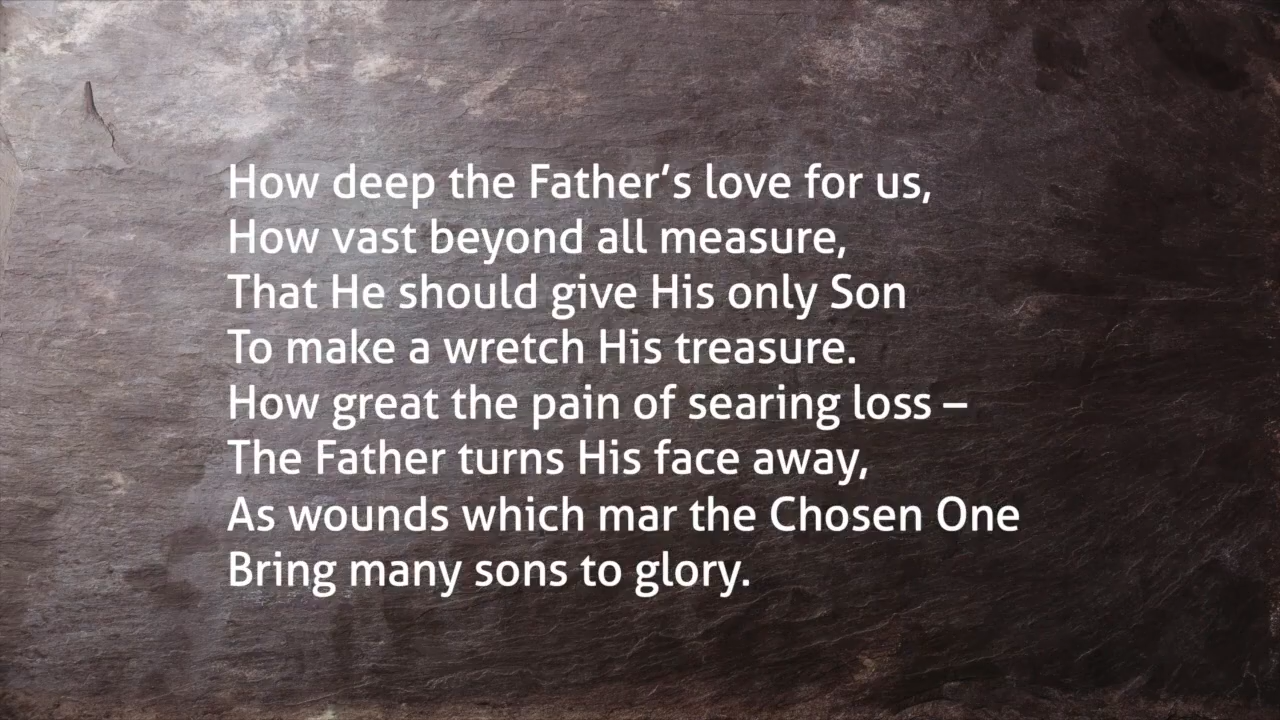 How deep the Father’s love for us,
How vast beyond all measure,
That He should give His only Son
To make a wretch His treasure.
How great the pain of searing loss –
The Father turns His face away,
As wounds which mar the Chosen One
Bring many sons to glory.